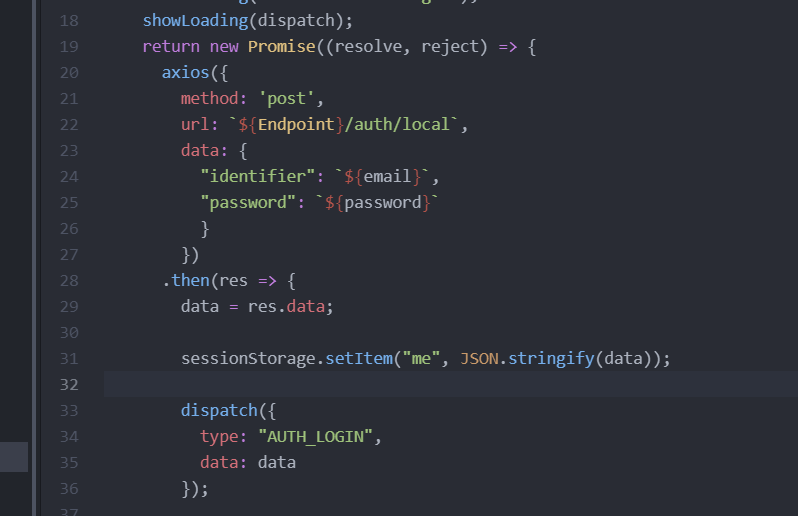 18 showLoading(dispatch);
19 return new Promise((resolve, reject) => {
20 axios({
21 method: 'post',
22 url: `${Endpoint}/auth/local`,
23 data: {
24 "identifier": `${email}`,
25 "password": `${password}`
26 }
27 })
28 .then(res => {
29 data = res.data;
30
31 sessionStorage.setItem("me", JSON.stringify(data));
32
33 dispatch({
34 type: "AUTH_LOGIN",
35 data: data
36 });
37